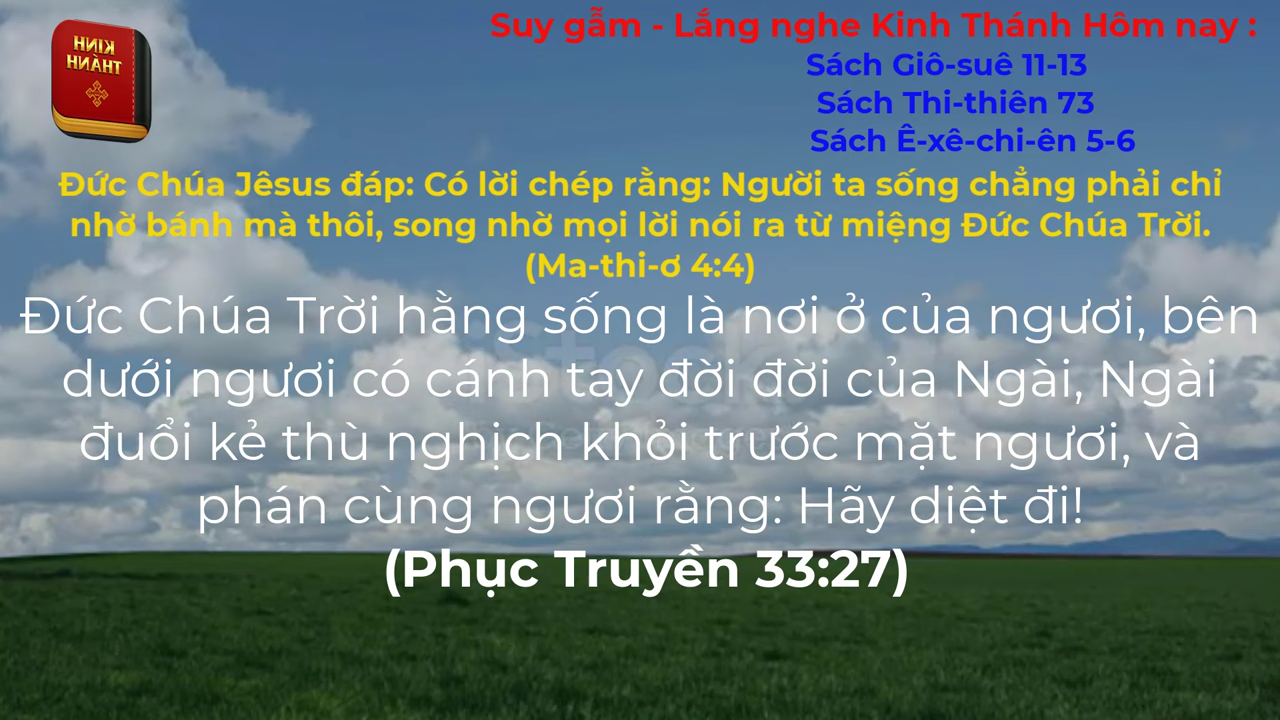 KINH
THÁNH
Suy gẫm - Lắng nghe Kinh Thánh Hôm nay :
Sách Giô-suê 11-13
Sách Thi-thiên 73
Sách Ê-xê-chi-ên 5-6
Đức Chúa Jêsus đáp: Có lời chép rằng: Người ta sống chẳng phải chỉ
nhờ bánh mà thôi, song nhờ mọi lời nói ra từ miệng Đức Chúa Trời.
(Ma-thi-ơ 4:4)
Đức Chúa Trời hằng sống là nơi ở của ngươi, bên
dưới ngươi có cánh tay đời đời của Ngài, Ngài
đuổi kẻ thù nghịch khỏi trước mặt ngươi, và
phán cùng ngươi rằng: Hãy diệt đi!
(Phục Truyền 33:27)